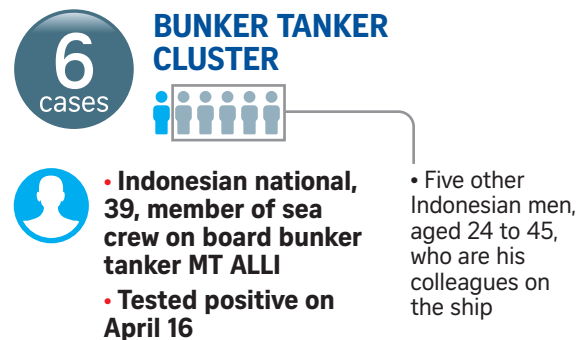 6
cases
BUNKER TANKER
CLUSTER
• Indonesian national,
39, member of sea
crew on board bunker
tanker MT ALLI
• Tested positive on
April 16
• Five other
Indonesian men,
aged 24 to 45,
who are his
colleagues on
the ship